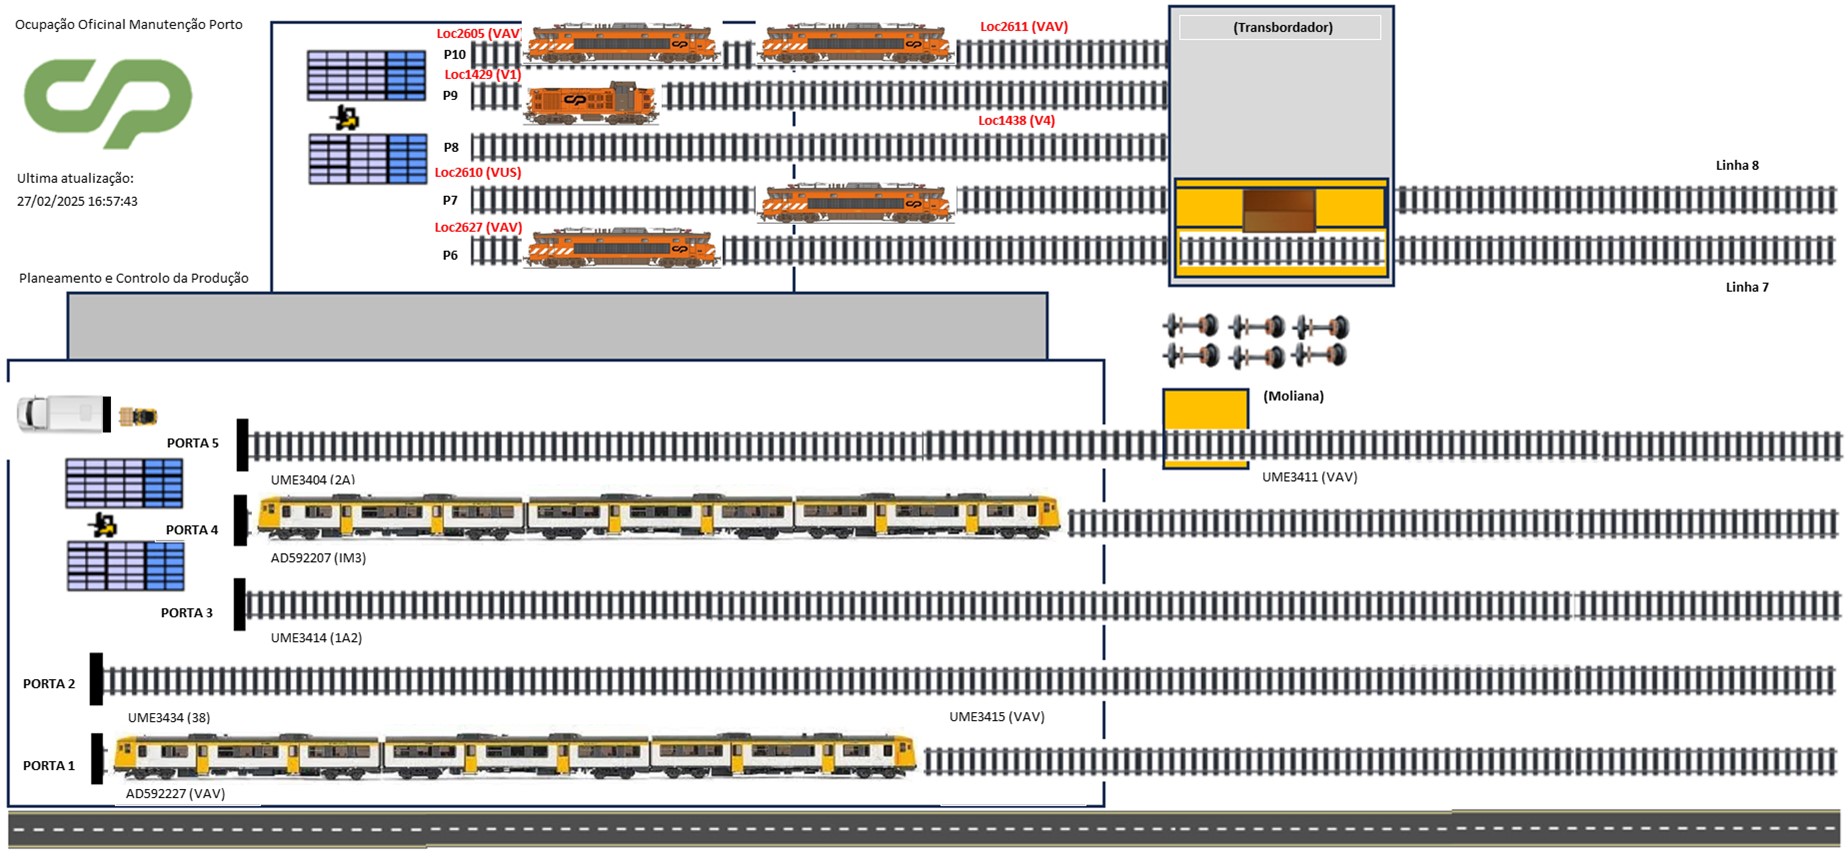 Ocupação Oficinal Manutenção Porto
Loc2605 (VAV)
Loc2611 (VAV)
(Transbordador)
P10
Loc1429 (V1)
P9
Loc1438 (V4)
P8
Loc2610 (VUS)
Linha 8
Ultima atualização:
27/02/2025 16:57:43
P7
Loc2627 (VAV)
P6
Planeamento e Controlo da Produção
Linha 7
(Moliana)
PORTA 5
UME3404 (2A)
UME3411 (VAV)
PORTA 4
AD592207 (IM3)
PORTA 3
UME3414 (1A2)
PORTA 2
UME3434 (38)
UME3415 (VAV)
PORTA 1
AD592227 (VAV)